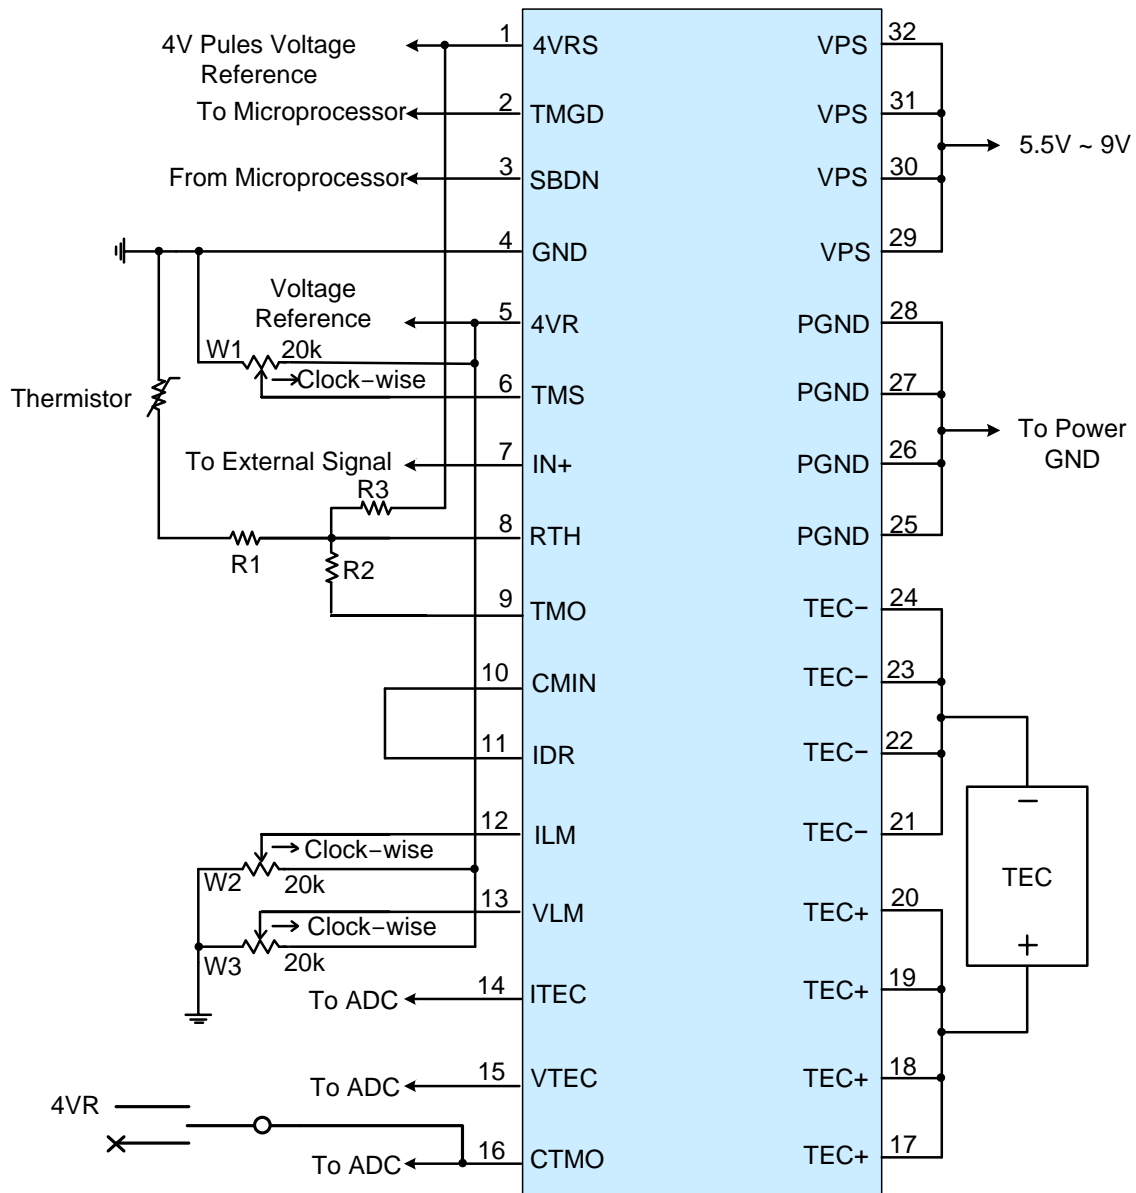 4V Pules Voltage
Reference
1
4VRS
To Microprocessor
2
TMGD
From Microprocessor
3
SBDN
4
GND
Voltage
Reference
5
4VR
W1
20k
Clock-wise
6
TMS
Thermistor
To External Signal
7
IN+
R3
8
RTH
R1
R2
9
TMO
10
CMIN
11
IDR
12
ILM
Clock-wise
W2
20k
13
VLM
Clock-wise
W3
20k
To ADC
14
ITEC
To ADC
15
VTEC
4VR
To ADC
16
CTMO
VPS
32
VPS
31
5.5V ~ 9V
VPS
30
VPS
29
PGND
28
PGND
27
To Power
GND
PGND
26
PGND
25
TEC−
24
TEC−
23
TEC−
22
TEC−
21
−
TEC
+
TEC+
20
TEC+
19
TEC+
18
TEC+
17